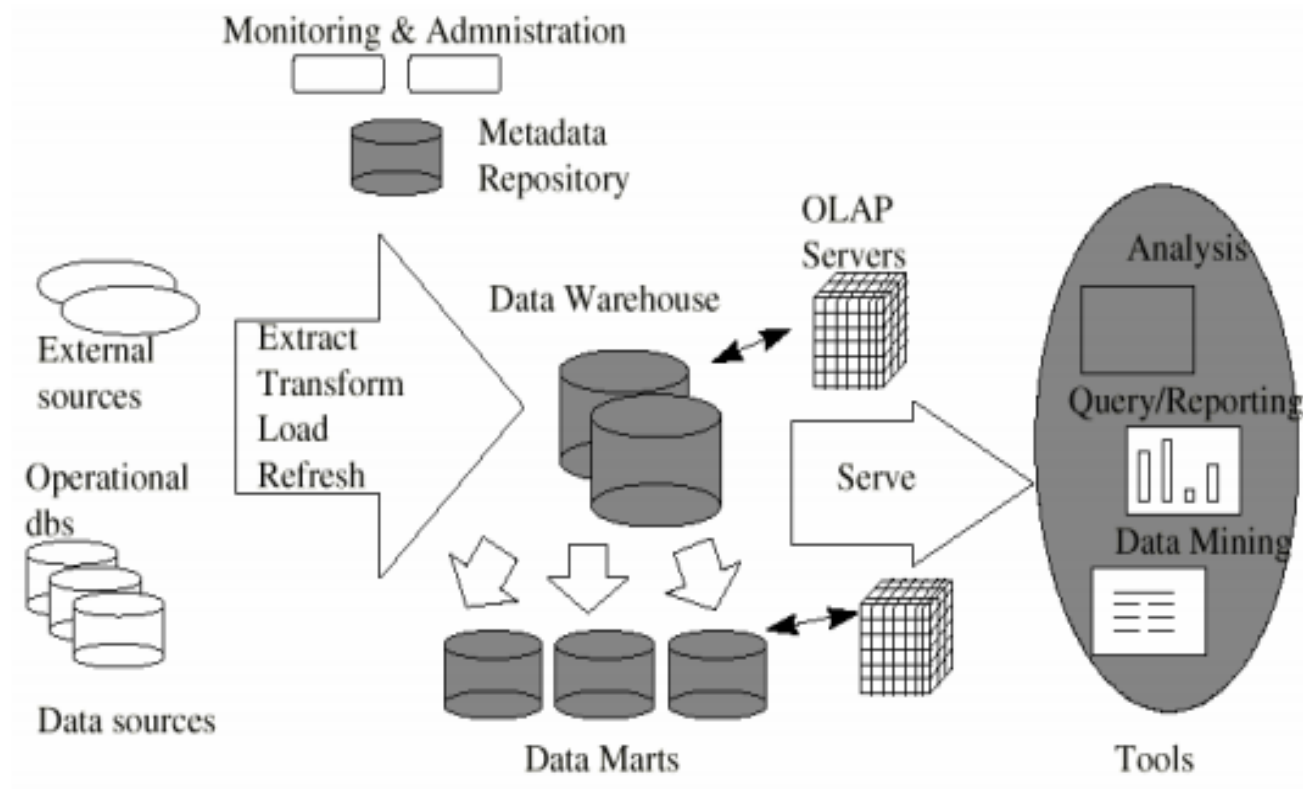 Monitoring & Admnistration
Metadata
Repository
OLAP
Servers
Analysis
Data Warehouse
External
sources
Extract
Transform
Load
Refresh
Query/Reporting
Operational
dbs
Serve
Data Mining
Data sources
Data Marts
Tools